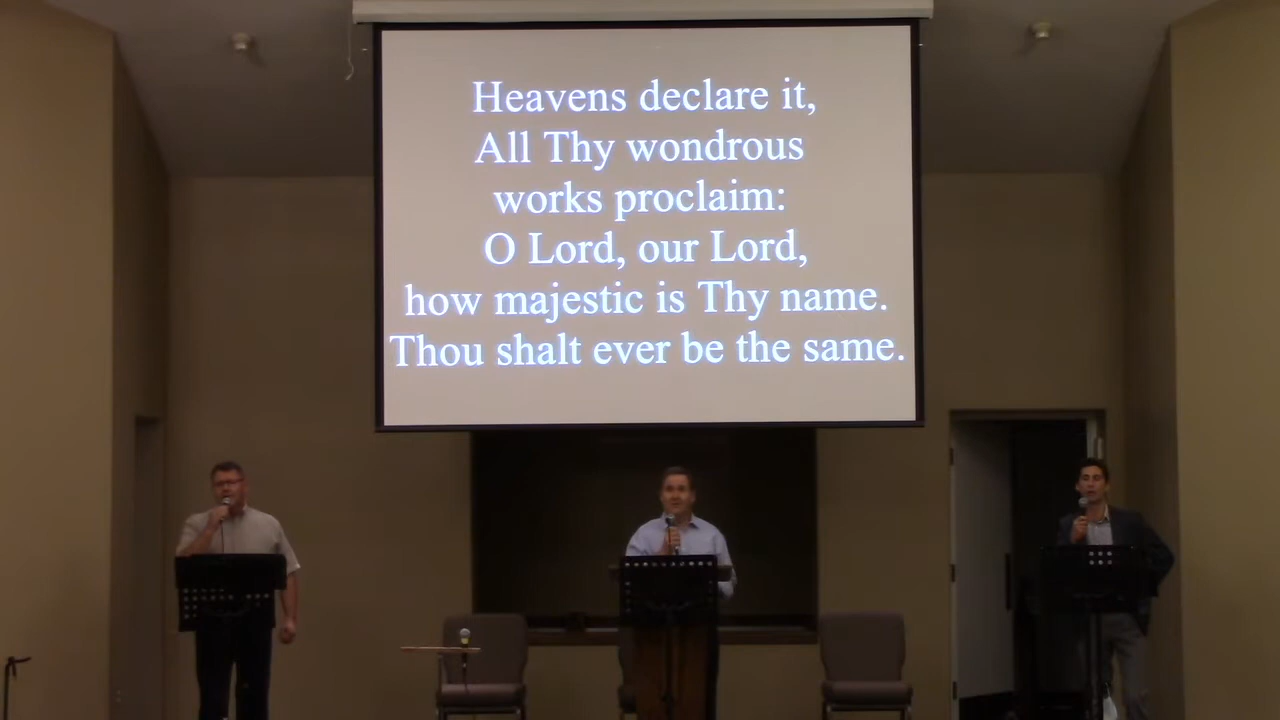 Heavens declare it,
All Thy wondrous
works proclaim:
O Lord, our Lord,
how majestic is Thy name.
Thou shalt ever be the same.